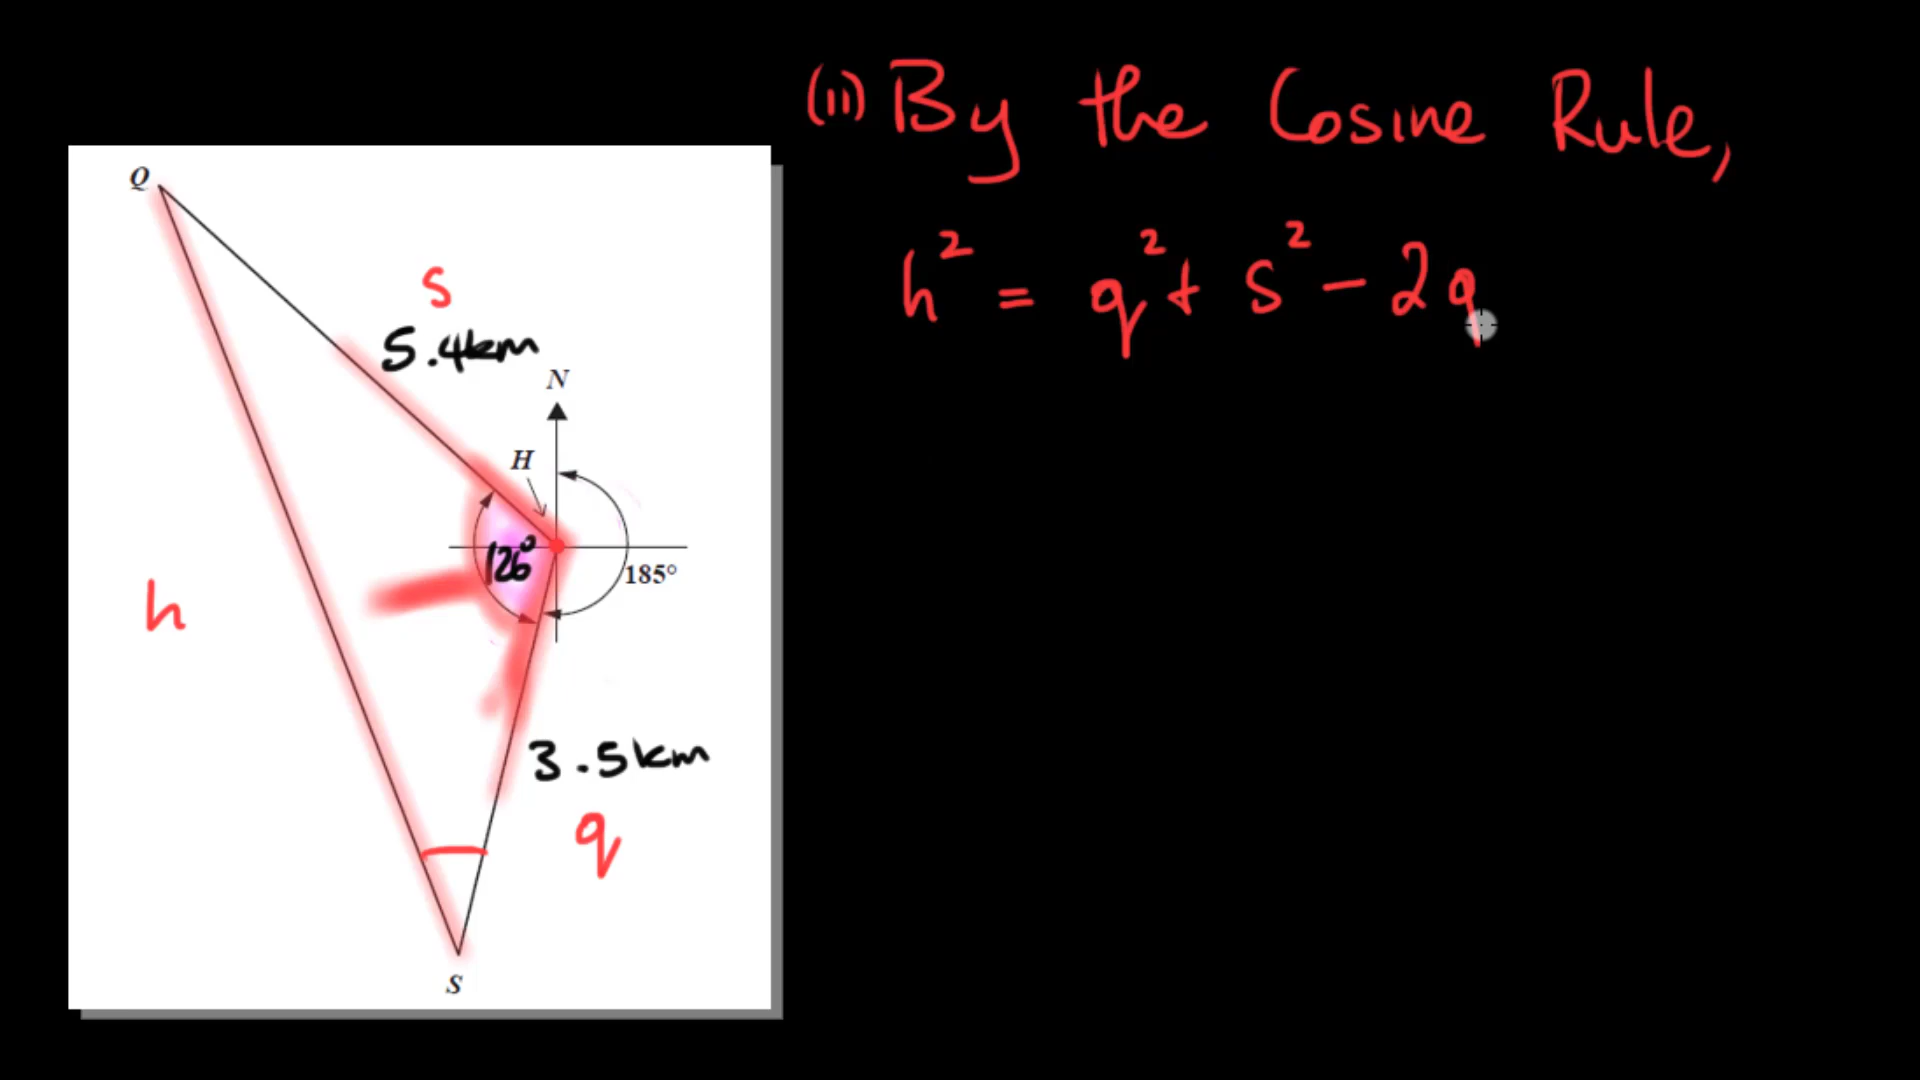 (ii) By the Cosine Rule,
h² = q² + s² - 2q
Q
s
5.4km
N
H
126°
185°
h
3.5km
q
S